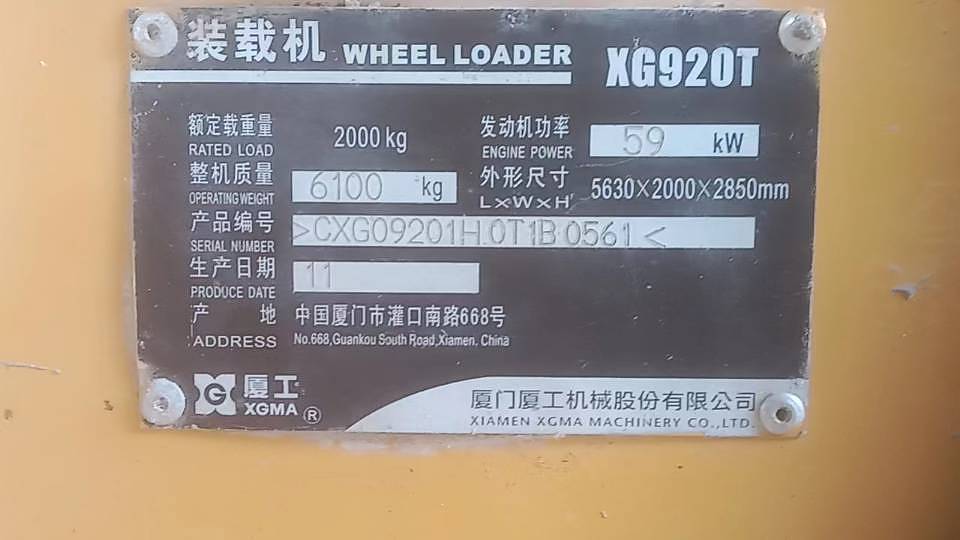 装载机 WHEEL LOADER XG920T
额定载重量 2000 kg 发动机功率 59 kW
RATED LOAD ENGINE POWER
整机质量 6100 kg 外形尺寸 5630×2000×2850mm
OPERATING WEIGHT L×W×H
产品编号 >CXG09201H0T1B0561<
SERIAL NUMBER
生产日期 11
PRODUCE DATE
产 地 中国厦门市灌口南路668号
ADDRESS No.668,Guankou South Road,Xiamen. China
厦工 XGMA ®
厦门厦工机械股份有限公司
XIAMEN XGMA MACHINERY CO.,LTD.